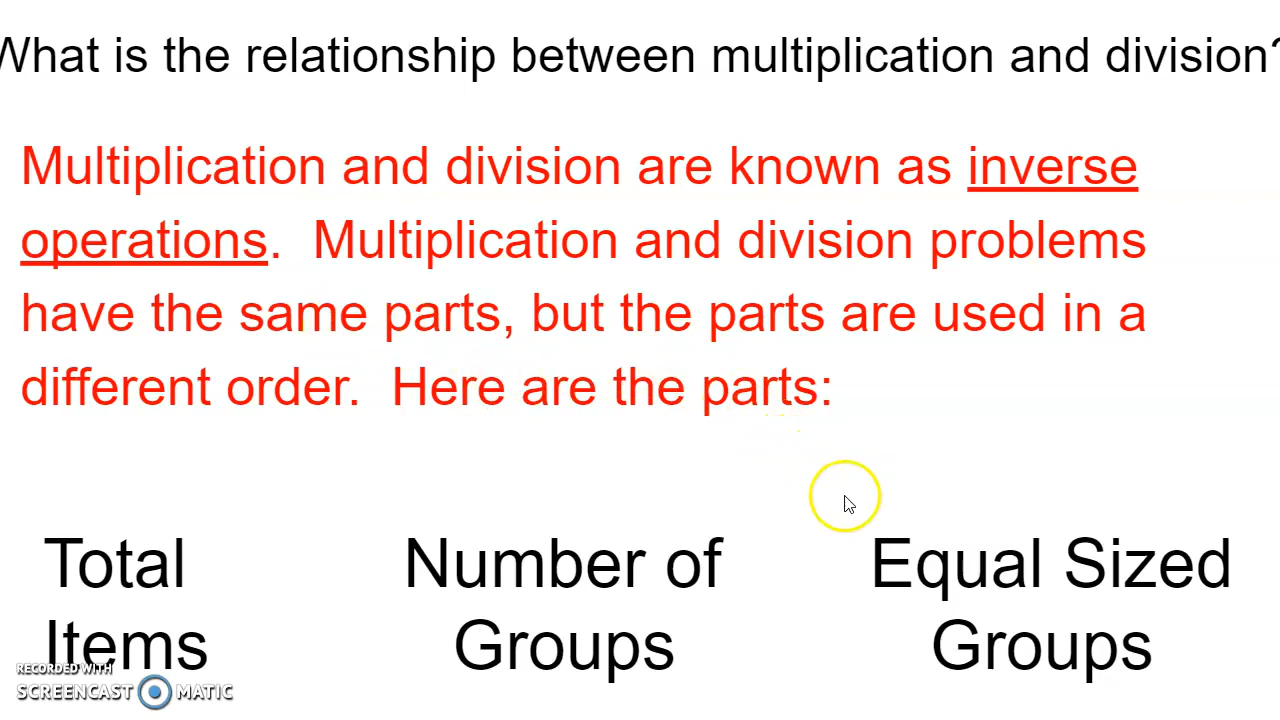 What is the relationship between multiplication and division?
Multiplication and division are known as inverse
operations.  Multiplication and division problems
have the same parts, but the parts are used in a
different order.  Here are the parts:
Total Number of Equal Sized
Items Groups Groups
RECORDED WITH
SCREENCAST MATIC